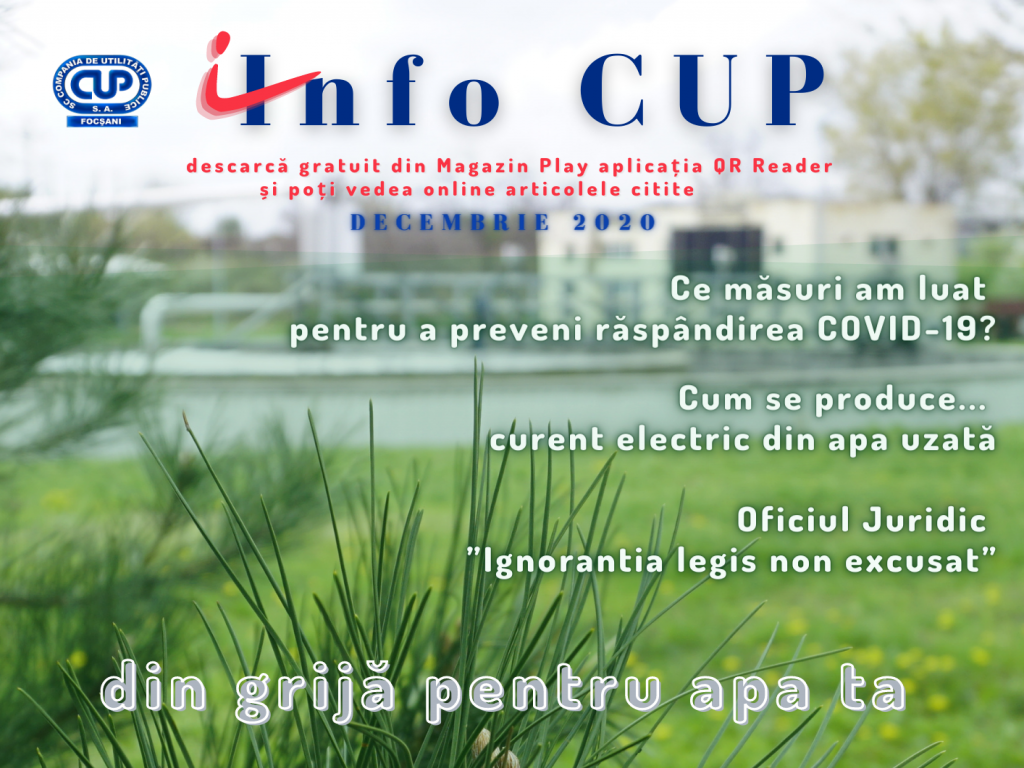 SC COMPANIA DE UTILITĂȚI PUBLICE
CUP
S. A.
FOCȘANI
i Info CUP
descarcă gratuit din Magazin Play aplicația QR Reader
și poți vedea online articolele citite
DECEMBRIE 2020
Ce măsuri am luat
pentru a preveni răspândirea COVID-19?
Cum se produce...
curent electric din apa uzată
Oficiul Juridic
”Ignorantia legis non excusat”
din grijă pentru apa ta